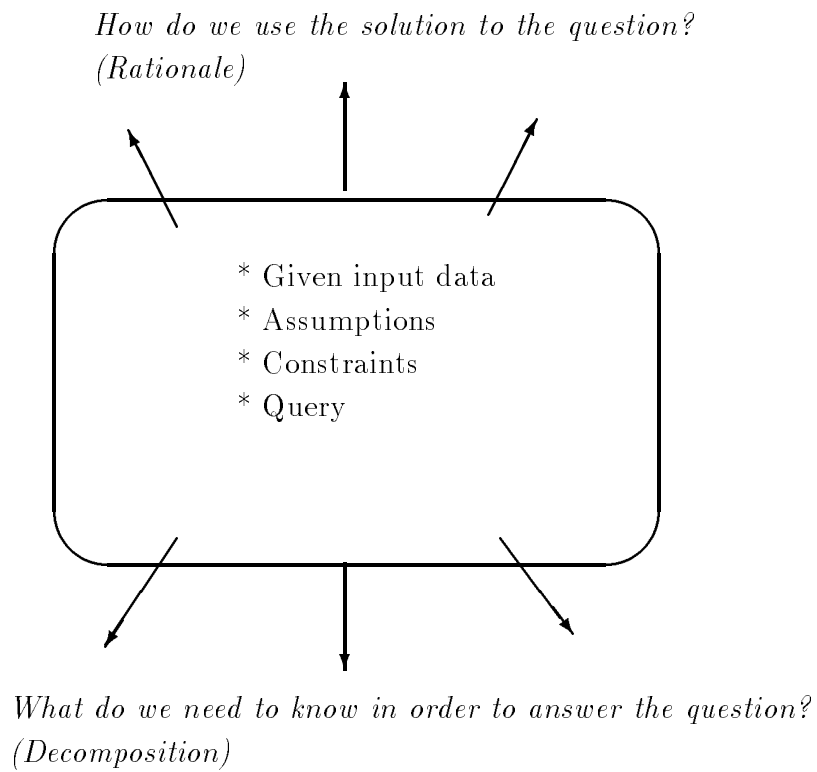 How do we use the solution to the question?
(Rationale)
* Given input data
* Assumptions
* Constraints
* Query
What do we need to know in order to answer the question?
(Decomposition)